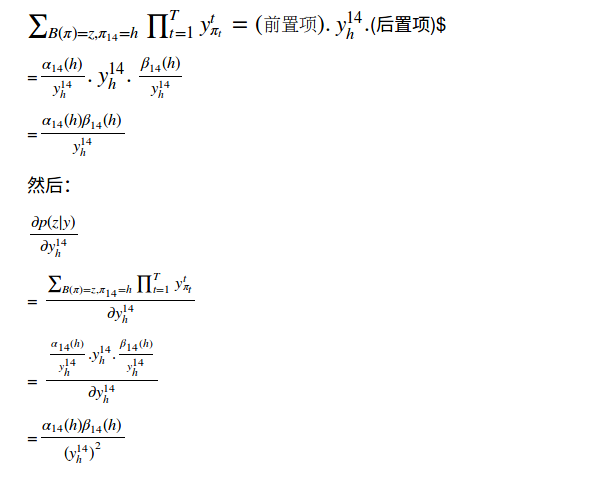 $\sum_{B(\pi)=z,\pi_{14}=h} \prod_{t=1}^{T} y_{\pi_t}^{t} = (前置项). y_h^{14} .(后置项)\$$
$= \frac{\alpha_{14}(h)}{y_h^{14}} . y_h^{14} . \frac{\beta_{14}(h)}{y_h^{14}}$
$= \frac{\alpha_{14}(h)\beta_{14}(h)}{y_h^{14}}$
然后：
$\frac{\partial p(z|y)}{\partial y_h^{14}}$
$= \frac{\sum_{B(\pi)=z,\pi_{14}=h} \prod_{t=1}^{T} y_{\pi_t}^{t}}{\partial y_h^{14}}$
$= \frac{\frac{\alpha_{14}(h)}{y_h^{14}} . y_h^{14} . \frac{\beta_{14}(h)}{y_h^{14}}}{\partial y_h^{14}}$
$= \frac{\alpha_{14}(h)\beta_{14}(h)}{(y_h^{14})^2}$